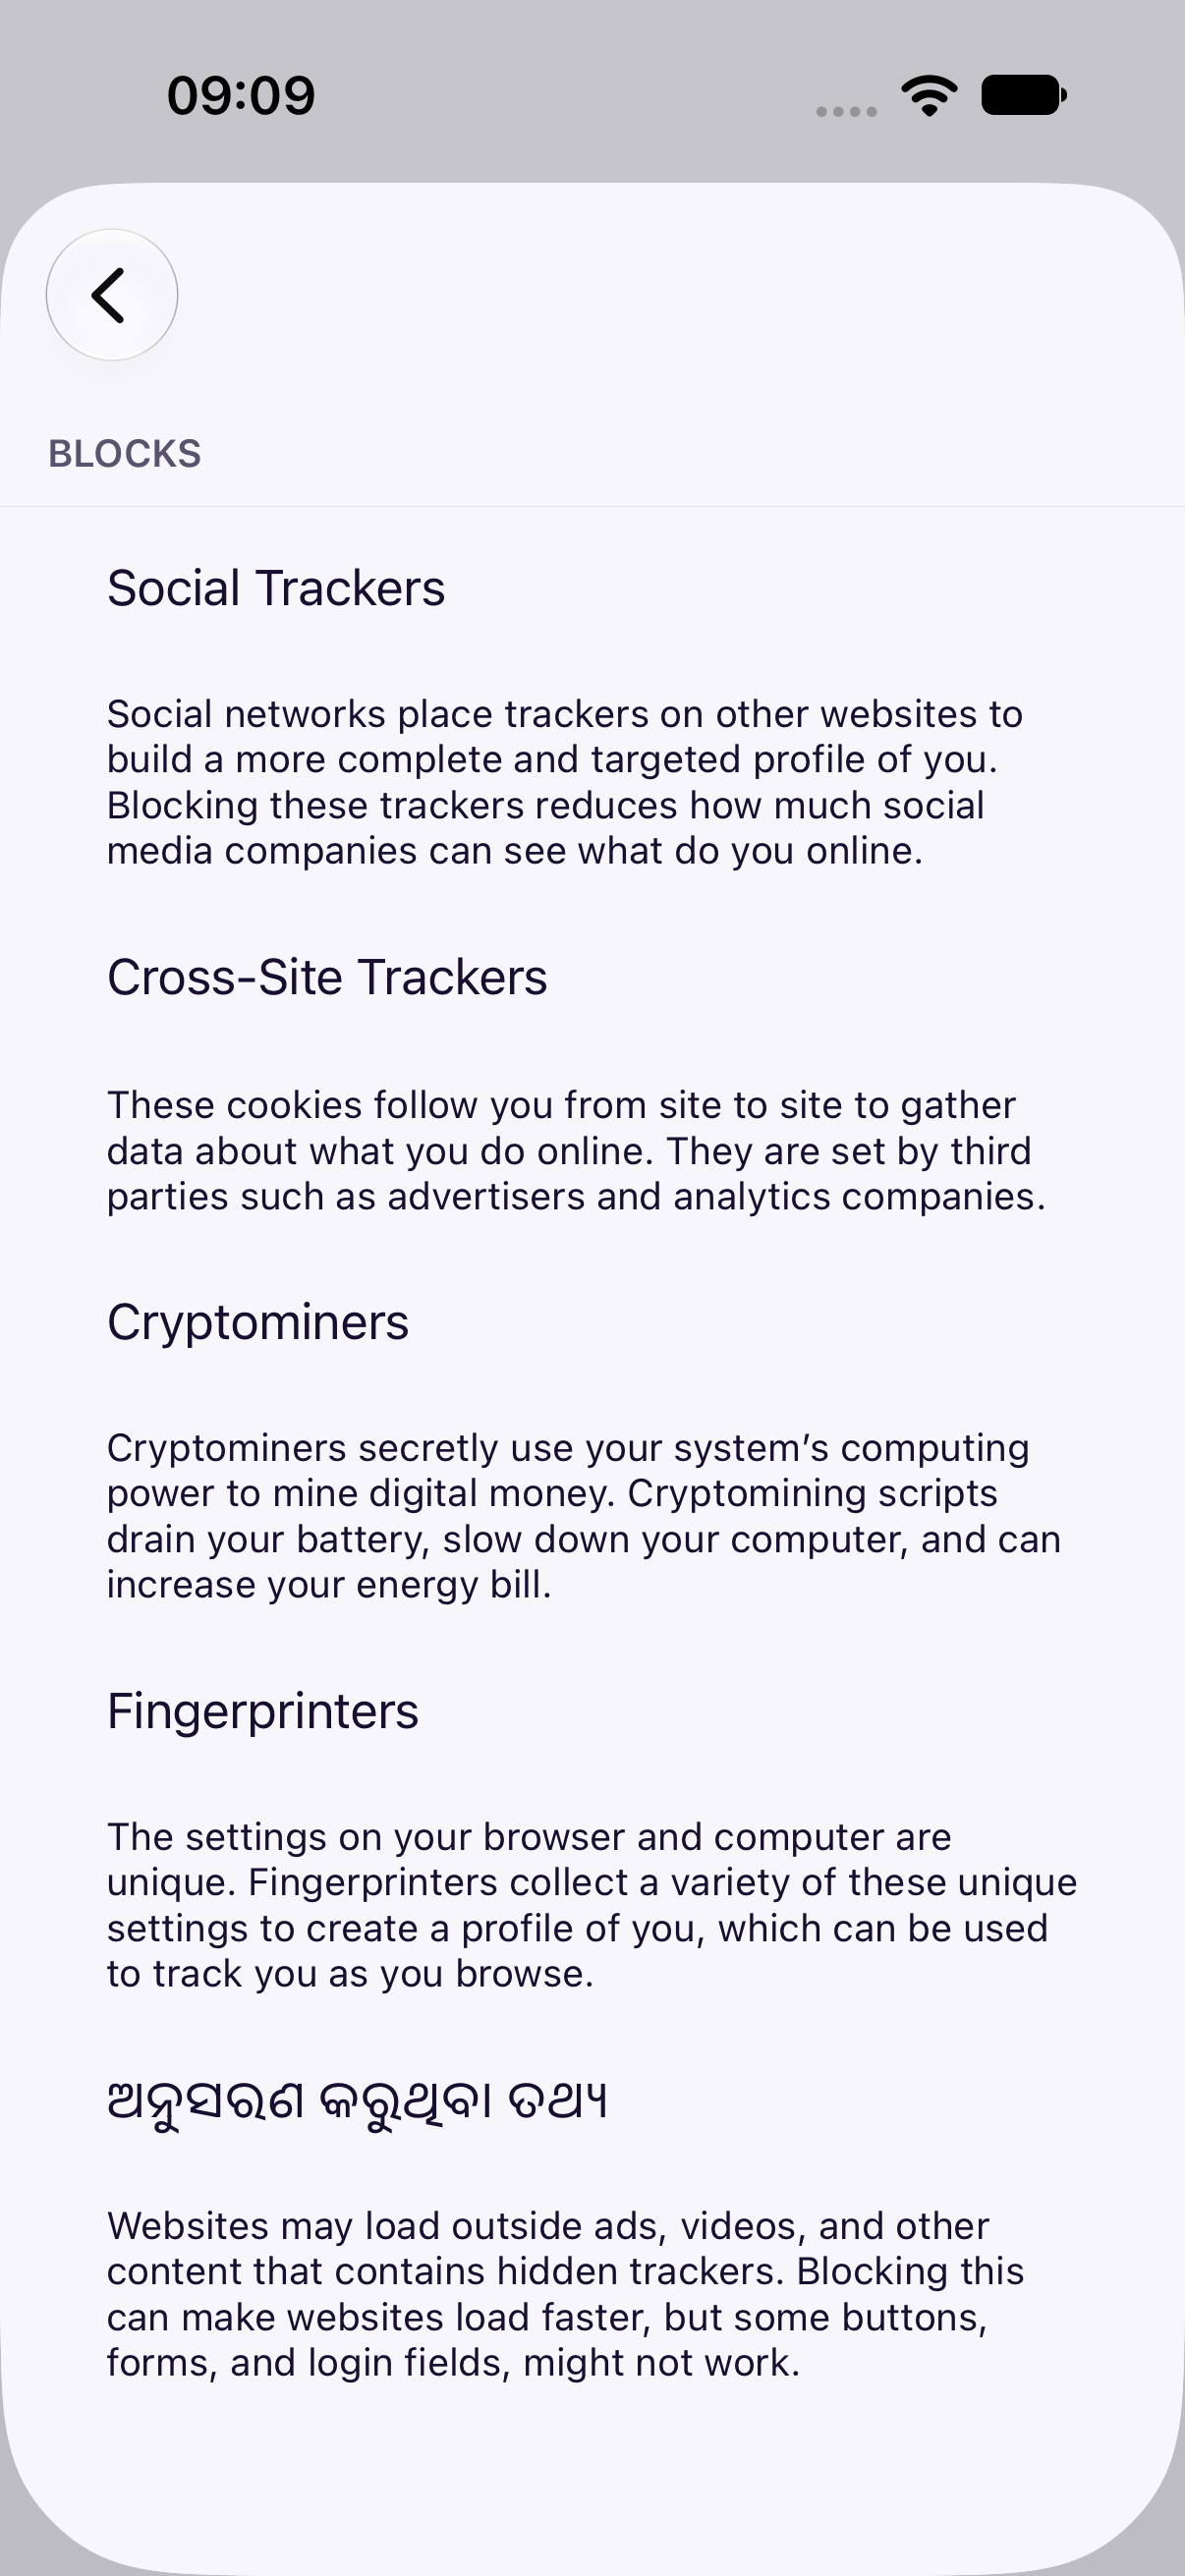 09:09
BLOCKS
Social Trackers
Social networks place trackers on other websites to
build a more complete and targeted profile of you.
Blocking these trackers reduces how much social
media companies can see what do you online.
Cross-Site Trackers
These cookies follow you from site to site to gather
data about what you do online. They are set by third
parties such as advertisers and analytics companies.
Cryptominers
Cryptominers secretly use your system’s computing
power to mine digital money. Cryptomining scripts
drain your battery, slow down your computer, and can
increase your energy bill.
Fingerprinters
The settings on your browser and computer are
unique. Fingerprinters collect a variety of these unique
settings to create a profile of you, which can be used
to track you as you browse.
ଅନୁସରଣ କରୁଥିବା ତଥ୍ୟ
Websites may load outside ads, videos, and other
content that contains hidden trackers. Blocking this
can make websites load faster, but some buttons,
forms, and login fields, might not work.